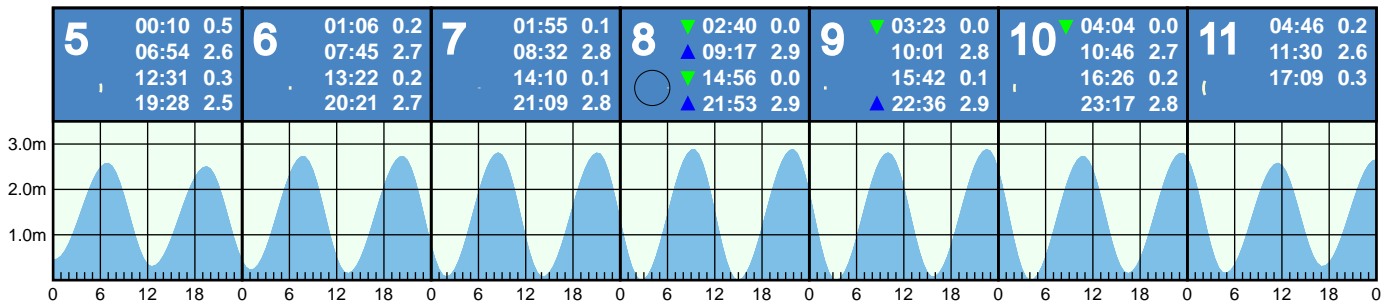 5
00:10 0.5
06:54 2.6
12:31 0.3
19:28 2.5
6
01:06 0.2
07:45 2.7
13:22 0.2
20:21 2.7
7
01:55 0.1
08:32 2.8
14:10 0.1
21:09 2.8
8
▼ 02:40 0.0
▲ 09:17 2.9
▼ 14:56 0.0
▲ 21:53 2.9
9
▼ 03:23 0.0
10:01 2.8
15:42 0.1
▲ 22:36 2.9
10
▼ 04:04 0.0
10:46 2.7
16:26 0.2
23:17 2.8
11
04:46 0.2
11:30 2.6
17:09 0.3
3.0m
2.0m
1.0m
0 6 12 18 0 6 12 18 0 6 12 18 0 6 12 18 0 6 12 18 0 6 12 18 0 6 12 18 0